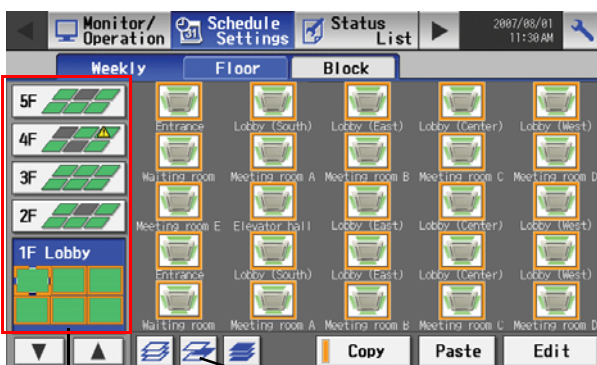 Monitor/ Operation
Schedule Settings
Status List
2007/08/01
11:30AM
Weekly
Floor
Block
5F
4F
3F
2F
1F Lobby
Entrance Lobby (South) Lobby (East) Lobby (Center) Lobby (West)
Waiting room Meeting room A Meeting room B Meeting room C Meeting room D
Meeting room E Elevator hall Lobby (East) Lobby (Center) Lobby (West)
Entrance Lobby (South) Lobby (East) Lobby (Center) Lobby (West)
Waiting room Meeting room A Meeting room B Meeting room C Meeting room D
Copy
Paste
Edit